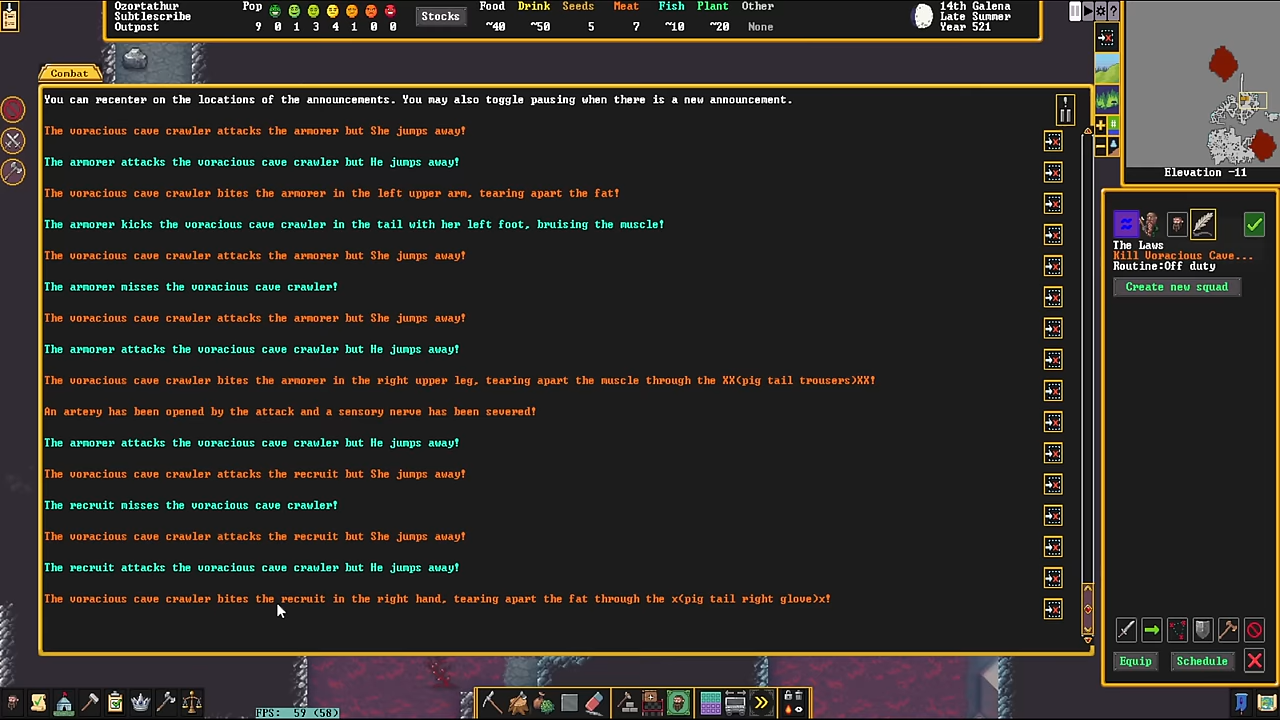 Ozortarthur Pop Food Drink Seeds Meat Fish Plant Other 14th Galena
Subtlescribe Stocks Late Summer
Outpost 9 0 1 3 4 1 0 0 ~40 ~50 5 7 ~10 ~20 None Year 521
Combat
You can recenter on the locations of the announcements. You may also toggle pausing when there is a new announcement.
The voracious cave crawler attacks the armorer but She jumps away!
The armorer attacks the voracious cave crawler but He jumps away!
The voracious cave crawler bites the armorer in the left upper arm, tearing apart the fat!
The armorer kicks the voracious cave crawler in the tail with her left foot, bruising the muscle!
The voracious cave crawler attacks the armorer but She jumps away!
The armorer misses the voracious cave crawler!
The voracious cave crawler attacks the armorer but She jumps away!
The armorer attacks the voracious cave crawler but He jumps away!
The voracious cave crawler bites the armorer in the right upper leg, tearing apart the muscle through the XX(pig tail trousers)XX!
An artery has been opened by the attack and a sensory nerve has been severed!
The armorer attacks the voracious cave crawler but He jumps away!
The voracious cave crawler attacks the recruit but She jumps away!
The recruit misses the voracious cave crawler!
The voracious cave crawler attacks the recruit but She jumps away!
The recruit attacks the voracious cave crawler but He jumps away!
The voracious cave crawler bites the recruit in the right hand, tearing apart the fat through the x(pig tail right glove)x!
Elevation -11
The Laws
Kill Voracious Cave...
Routine:Off duty
Create new squad
Equip Schedule
FPS: 59 (58)